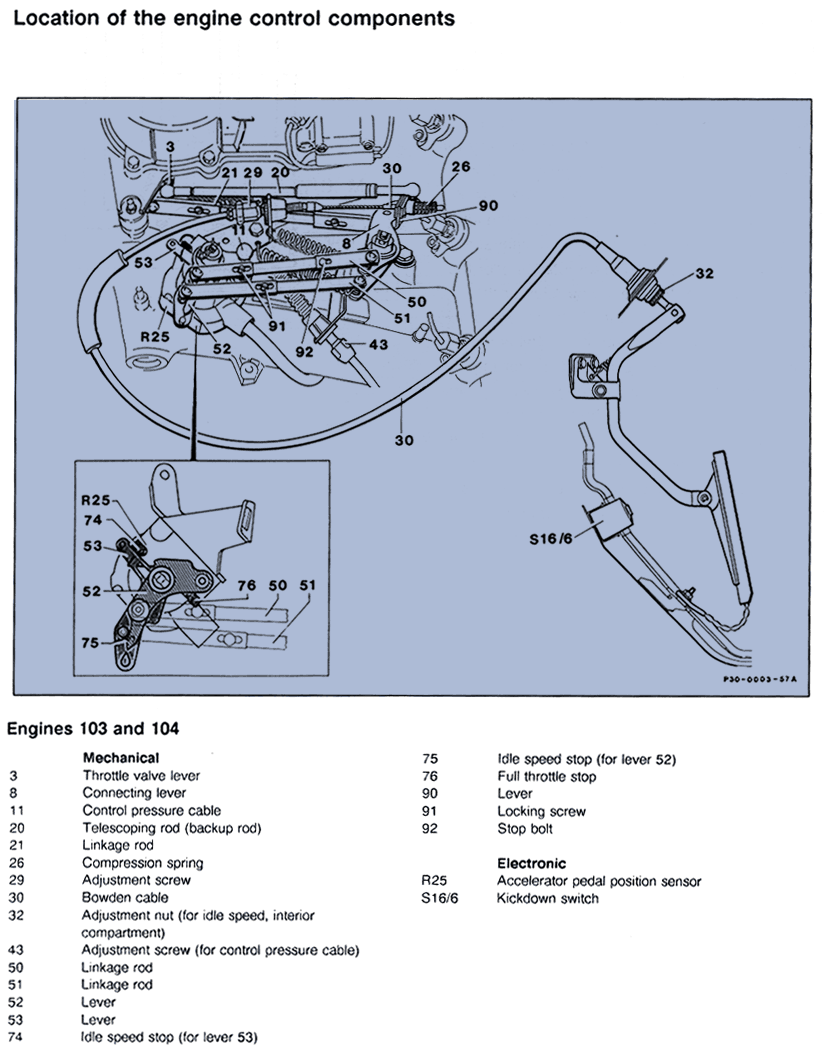 Location of the engine control components
3
21 29 20
30
26
90
11
8
53
32
50
51
91
R25
52
92
43
30
R25
74
53
52
76 50 51
75
S16/6
P30-0003-57A
Engines 103 and 104
Mechanical
3 Throttle valve lever
8 Connecting lever
11 Control pressure cable
20 Telescoping rod (backup rod)
21 Linkage rod
26 Compression spring
29 Adjustment screw
30 Bowden cable
32 Adjustment nut (for idle speed, interior
compartment)
43 Adjustment screw (for control pressure cable)
50 Linkage rod
51 Linkage rod
52 Lever
53 Lever
74 Idle speed stop (for lever 53)
75 Idle speed stop (for lever 52)
76 Full throttle stop
90 Lever
91 Locking screw
92 Stop bolt
Electronic
R25 Accelerator pedal position sensor
S16/6 Kickdown switch